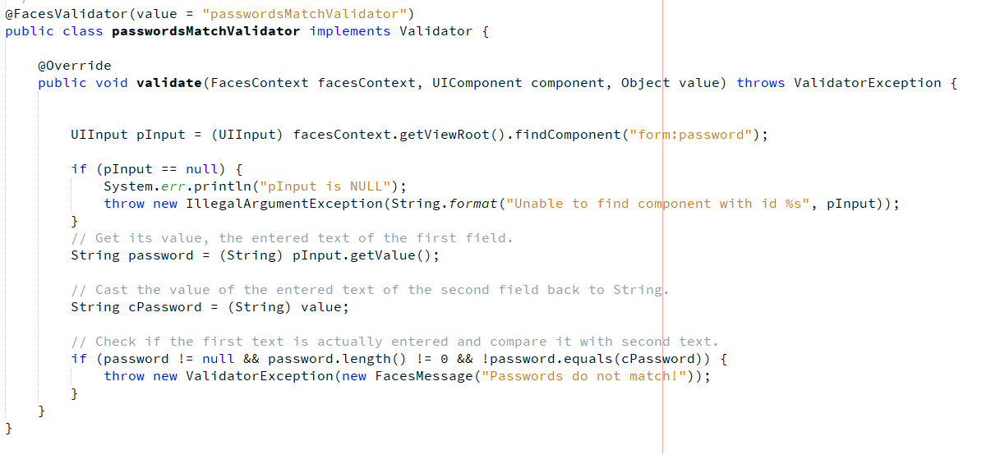 @FacesValidator(value = "passwordsMatchValidator")
public class passwordsMatchValidator implements Validator {
@Override
public void validate(FacesContext facesContext, UIComponent component, Object value) throws ValidatorException {
UIInput pInput = (UIInput) facesContext.getViewRoot().findComponent("form:password");
if (pInput == null) {
System.err.println("pInput is NULL");
throw new IllegalArgumentException(String.format("Unable to find component with id %s", pInput));
}
// Get its value, the entered text of the first field.
String password = (String) pInput.getValue();
// Cast the value of the entered text of the second field back to String.
String cPassword = (String) value;
// Check if the first text is actually entered and compare it with second text.
if (password != null && password.length() != 0 && !password.equals(cPassword)) {
throw new ValidatorException(new FacesMessage("Passwords do not match!"));
}
}
}